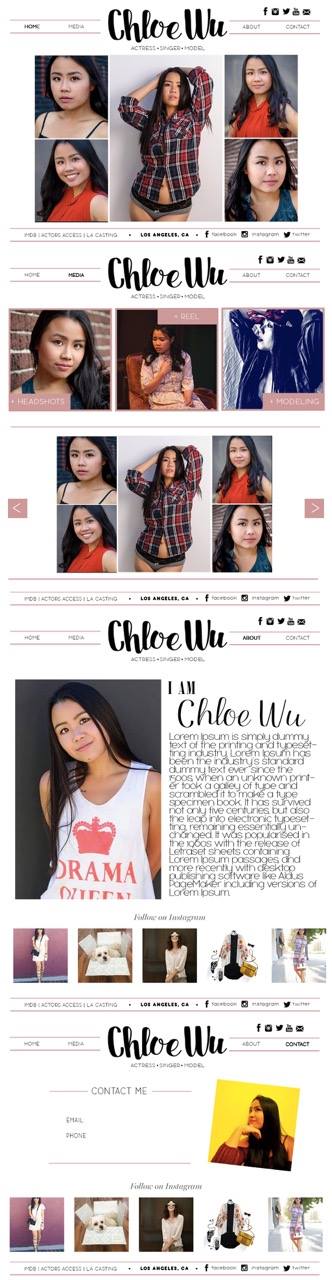 HOME MEDIA Chloe Wu ABOUT CONTACT
ACTRESS • SINGER • MODEL
IMDB | ACTORS ACCESS | LA CASTING • LOS ANGELES, CA • facebook instagram twitter
HOME MEDIA Chloe Wu ABOUT CONTACT
ACTRESS • SINGER • MODEL
+ REEL
+ HEADSHOTS
+ MODELING
<
>
IMDB | ACTORS ACCESS | LA CASTING • LOS ANGELES, CA • facebook instagram twitter
HOME MEDIA Chloe Wu ABOUT CONTACT
ACTRESS • SINGER • MODEL
I AM
Chloe Wu
Lorem Ipsum is simply dummy
text of the printing and typeset-
ting industry. Lorem Ipsum has
been the industry's standard
dummy text ever since the
1500s, when an unknown print-
er took a galley of type and
scrambled it to make a type
specimen book. It has survived
not only five centuries, but also
the leap into electronic typeset-
ting, remaining essentially un-
changed. It was popularised in
the 1960s with the release of
Letraset sheets containing
Lorem Ipsum passages, and
more recently with desktop
publishing software like Aldus
PageMaker including versions of
Lorem Ipsum.
DRAMA
QUEEN
Follow on Instagram
IMDB | ACTORS ACCESS | LA CASTING • LOS ANGELES, CA • facebook instagram twitter
HOME MEDIA Chloe Wu ABOUT CONTACT
ACTRESS • SINGER • MODEL
CONTACT ME
EMAIL
PHONE
Follow on Instagram
IMDB | ACTORS ACCESS | LA CASTING • LOS ANGELES, CA • facebook instagram twitter